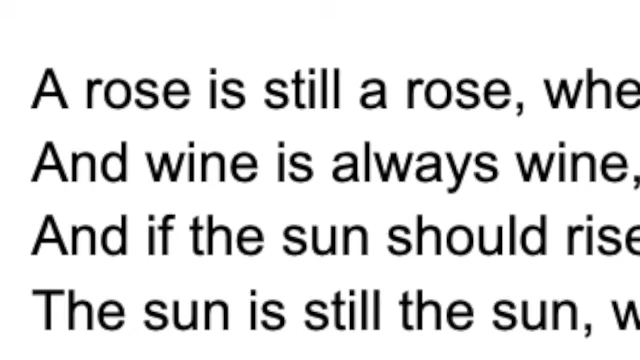 A rose is still a rose, whe
And wine is always wine,
And if the sun should rise
The sun is still the sun, w